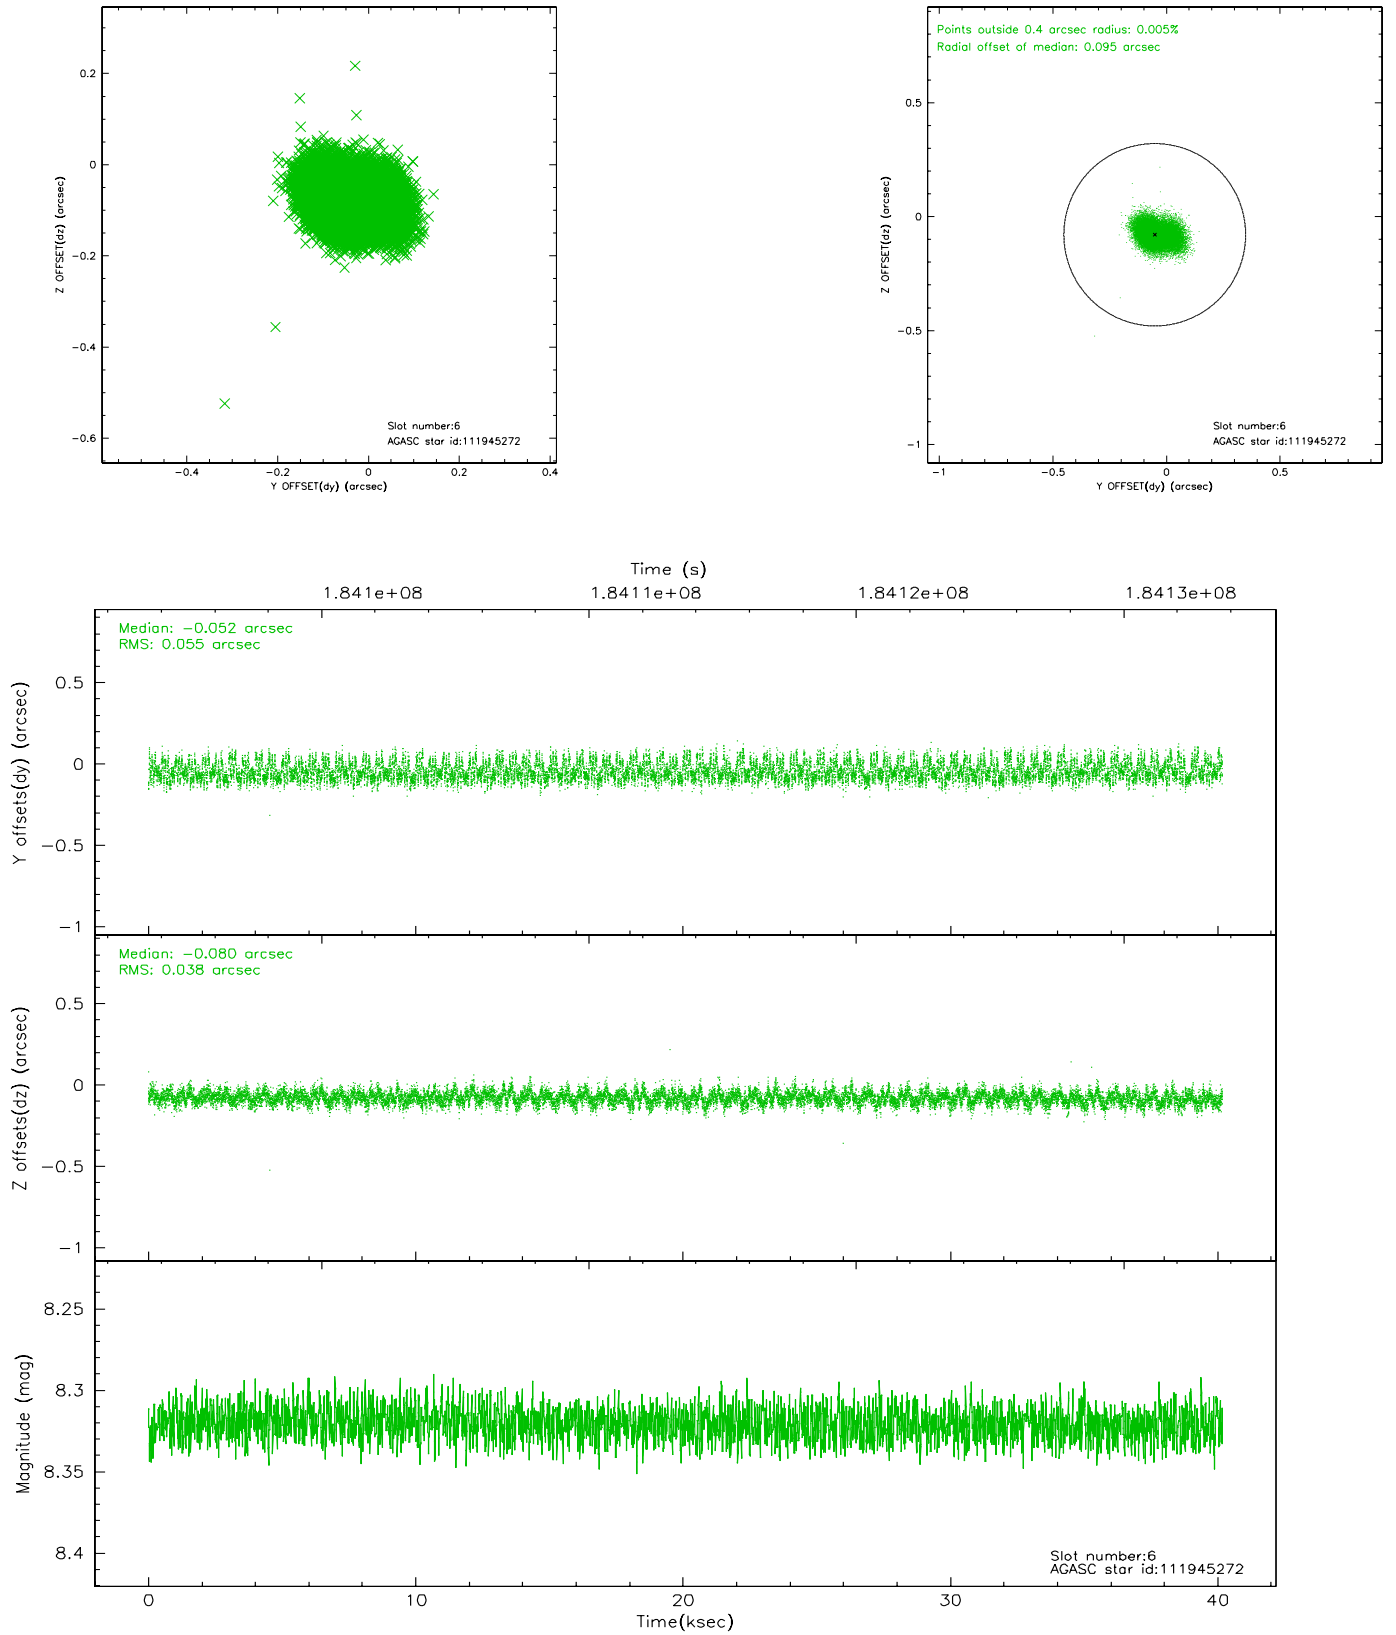 0.2
0
−0.2
−0.4
−0.6
Z OFFSET(dz) (arcsec)
Slot number:6
AGASC star id:111945272
−0.4 −0.2 0 0.2 0.4
Y OFFSET(dy) (arcsec)
Points outside 0.4 arcsec radius: 0.005%
Radial offset of median: 0.095 arcsec
0.5
0
−0.5
−1
Z OFFSET(dz) (arcsec)
Slot number:6
AGASC star id:111945272
−1 −0.5 0 0.5
Y OFFSET(dy) (arcsec)
Time (s)
1.841e+08 1.8411e+08 1.8412e+08 1.8413e+08
Median: −0.052 arcsec
RMS: 0.055 arcsec
0.5
0
−0.5
−1
Y offsets(dy) (arcsec)
Median: −0.080 arcsec
RMS: 0.038 arcsec
0.5
0
−0.5
−1
Z offsets(dz) (arcsec)
8.25
8.3
8.35
8.4
Magnitude (mag)
Slot number:6
AGASC star id:111945272
0 10 20 30 40
Time(ksec)